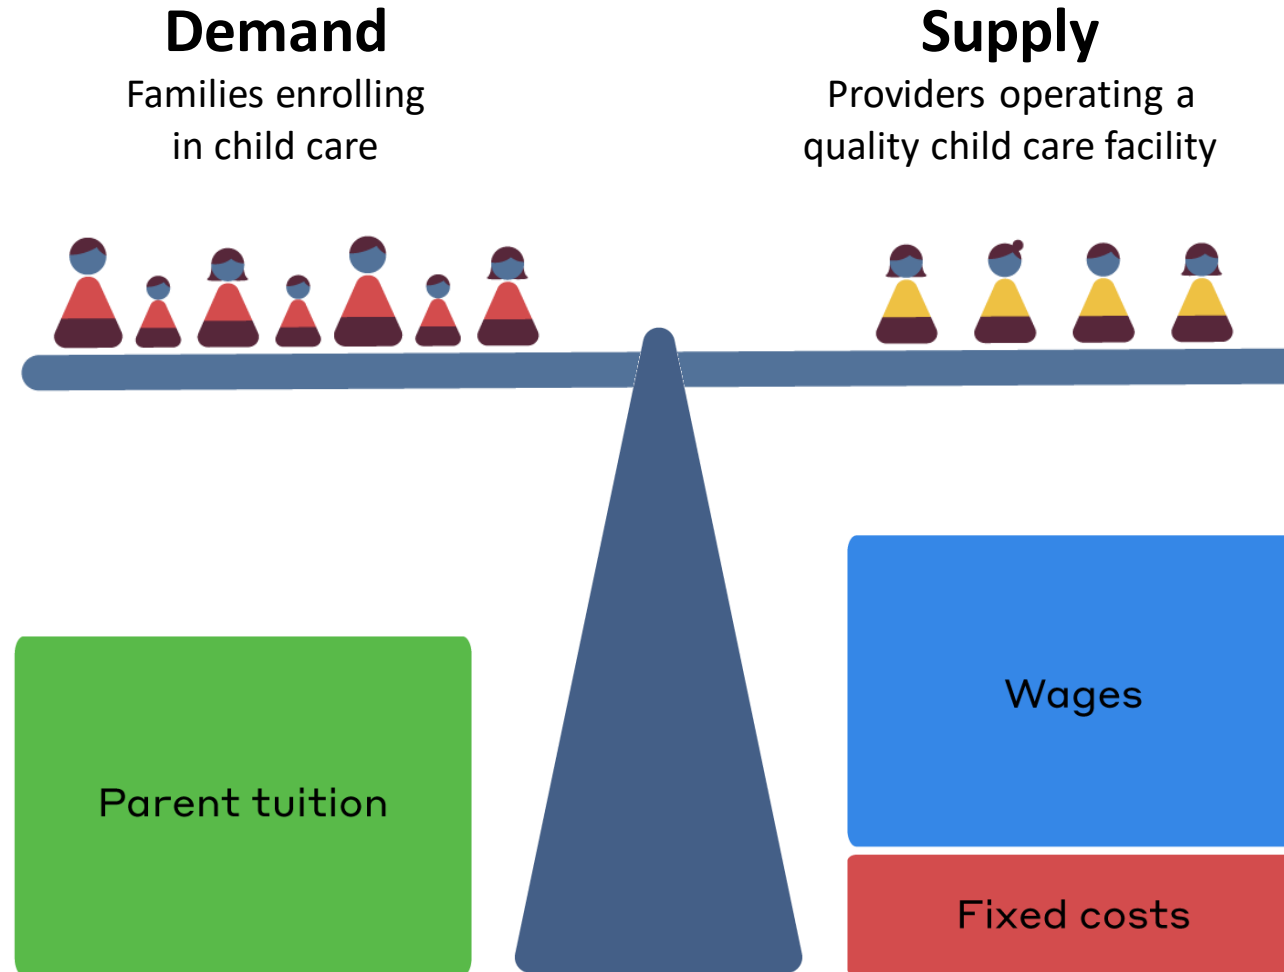 Demand
Families enrolling
in child care
Supply
Providers operating a
quality child care facility
Parent tuition
Wages
Fixed costs